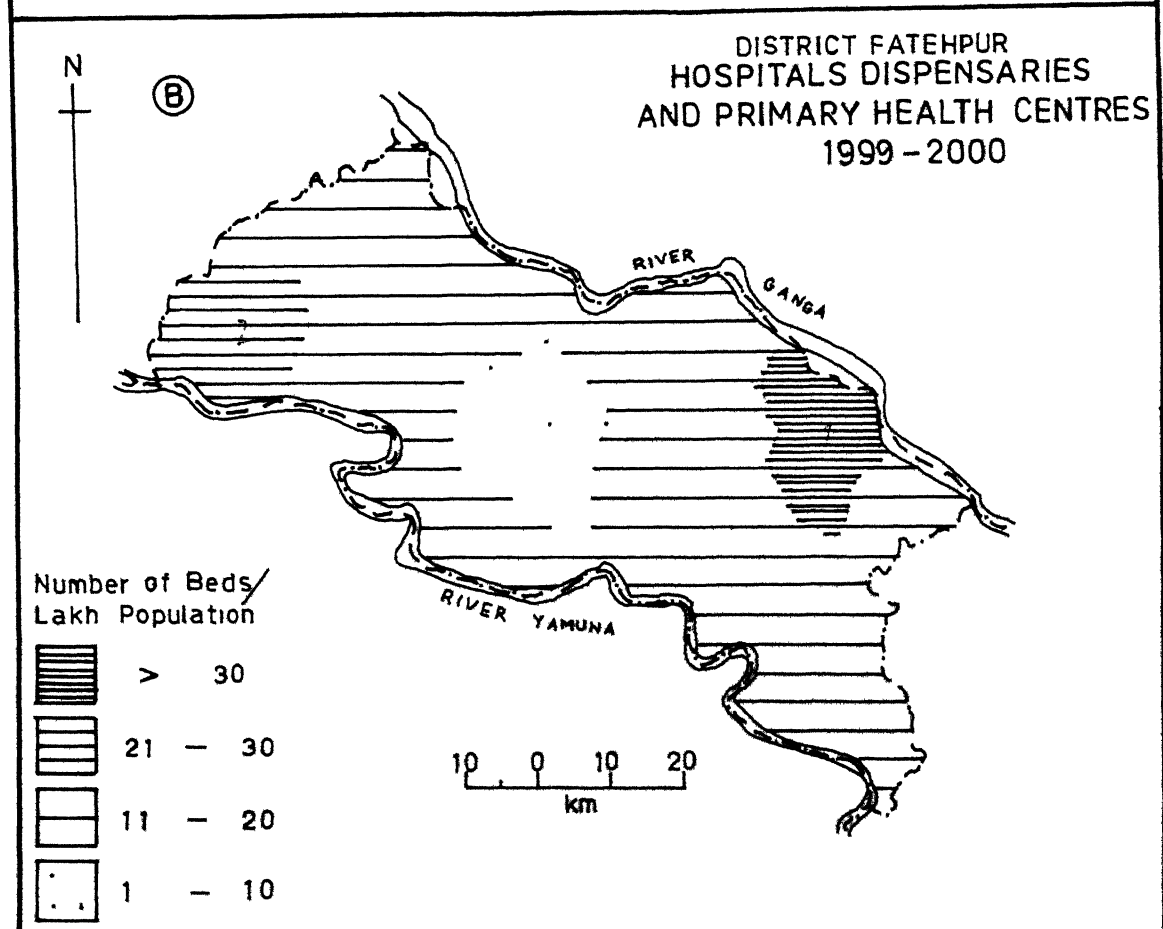 DISTRICT FATEHPUR
HOSPITALS DISPENSARIES
AND PRIMARY HEALTH CENTRES
1999 - 2000
N
B
RIVER GANGA
RIVER YAMUNA
Number of Beds/
Lakh Population
> 30
21 - 30
11 - 20
1 - 10
10 0 10 20
km